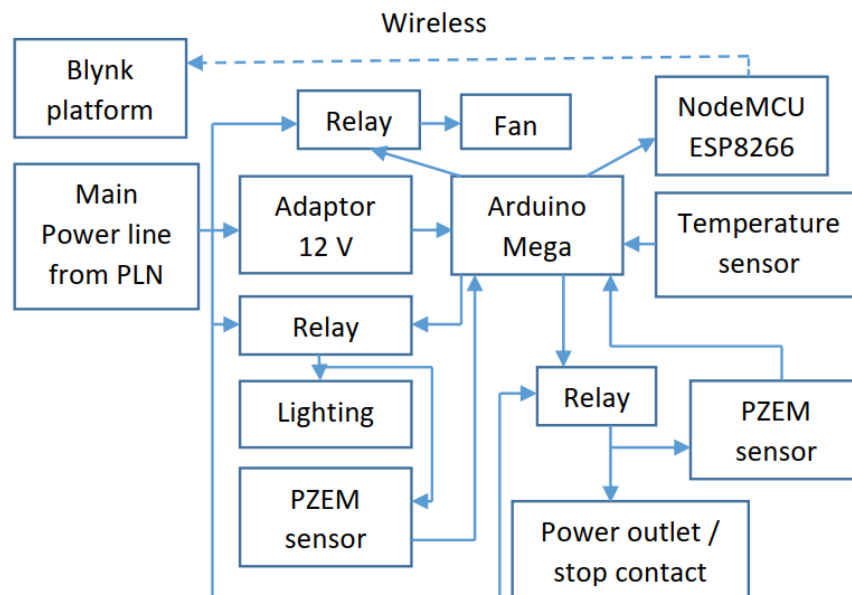 Wireless
Blynk
platform
Relay
Fan
NodeMCU
ESP8266
Main
Power line
from PLN
Adaptor
12 V
Arduino
Mega
Temperature
sensor
Relay
Lighting
Relay
PZEM
sensor
PZEM
sensor
Power outlet /
stop contact